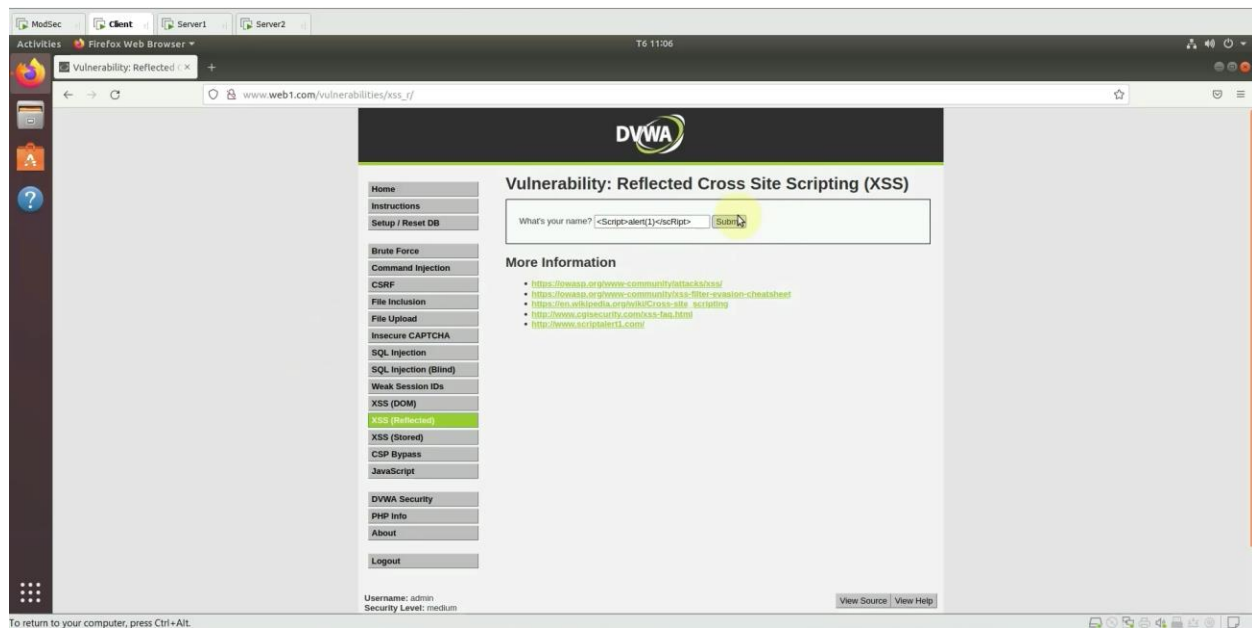 ModSec Client Server1 Server2
Activities Firefox Web Browser T6 11:06
Vulnerability: Reflected C
www.web1.com/vulnerabilities/xss_r/
DVWA
Home
Instructions
Setup / Reset DB
Brute Force
Command Injection
CSRF
File Inclusion
File Upload
Insecure CAPTCHA
SQL Injection
SQL Injection (Blind)
Weak Session IDs
XSS (DOM)
XSS (Reflected)
XSS (Stored)
CSP Bypass
JavaScript
DVWA Security
PHP Info
About
Logout
Vulnerability: Reflected Cross Site Scripting (XSS)
What's your name? <Script>alert(1)</scRipt> Submit
More Information
https://owasp.org/www-community/attacks/xss/
https://owasp.org/www-community/xss-filter-evasion-cheatsheet
https://en.wikipedia.org/wiki/Cross-site_scripting
http://www.cgisecurity.com/xss-faq.html
http://www.scriptalert1.com/
Username: admin
Security Level: medium
View Source View Help
To return to your computer, press Ctrl+Alt.